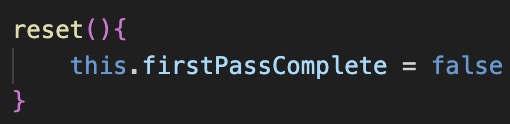 reset(){
    this.firstPassComplete = false
}